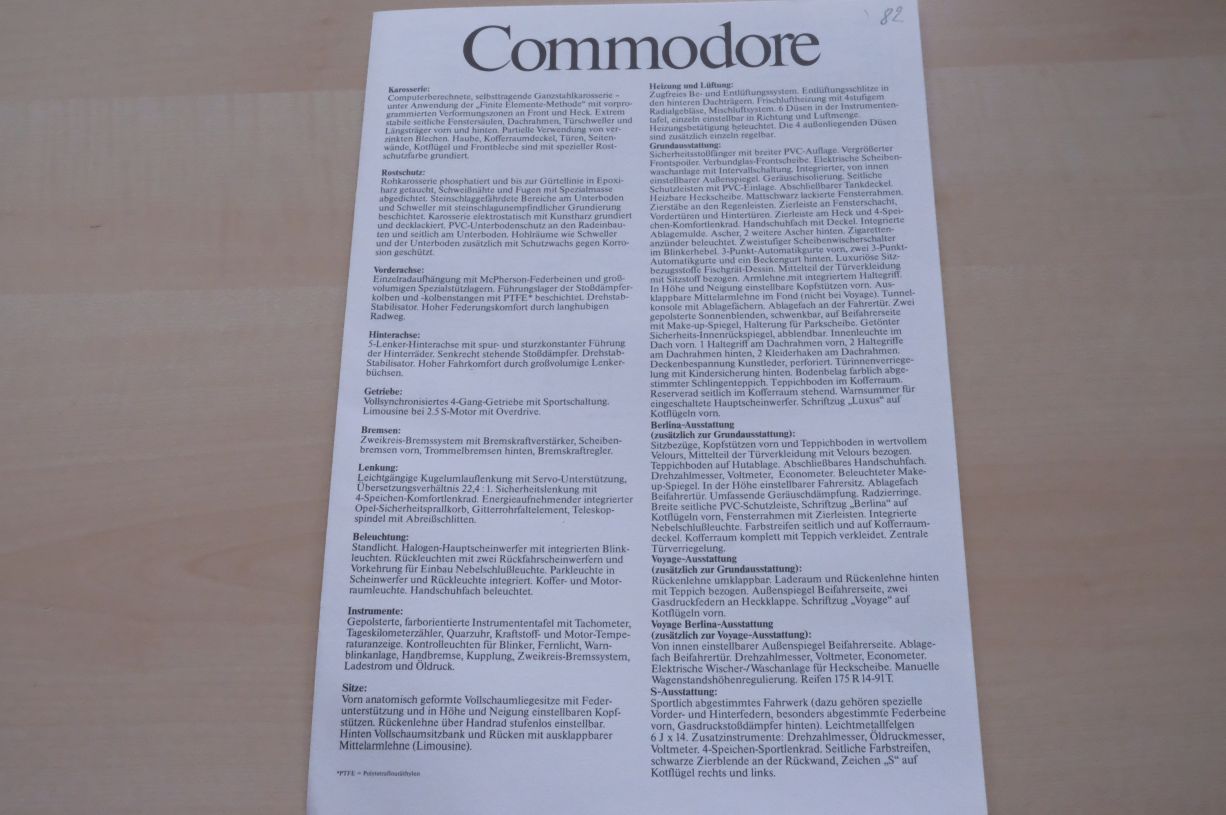 82
Commodore
Karosserie:
Computerberechnete, selbsttragende Ganzstahlkarosserie –
unter Anwendung der „Finite Elemente-Methode“ mit vorpro-
grammierten Verformungszonen an Front und Heck. Extrem
stabile seitliche Fenstersäulen, Dachrahmen, Türschweller und
Längsträger vorn und hinten. Partielle Verwendung von ver-
zinkten Blechen. Haube, Kofferraumdeckel, Türen, Seiten-
wände, Kotflügel und Frontbleche sind mit spezieller Rost-
schutzfarbe grundiert.
Rostschutz:
Rohkarosserie phosphatiert und bis zur Gürtellinie in Epoxi-
harz getaucht, Schweißnähte und Fugen mit Spezialmasse
abgedichtet. Steinschlaggefährdete Bereiche am Unterboden
und Schweller mit steinschlagunempfindlicher Grundierung
beschichtet. Karosserie elektrostatisch mit Kunstharz grundiert
und decklackiert. PVC-Unterbodenschutz an den Radeinbau-
ten und seitlich am Unterboden. Hohlräume wie Schweller
und der Unterboden zusätzlich mit Schutzwachs gegen Korro-
sion geschützt.
Vorderachse:
Einzelradaufhängung mit McPherson-Federbeinen und groß-
volumigen Spezialstützlagern. Führungslager der Stoßdämpfer-
kolben und -kolbenstangen mit PTFE* beschichtet. Drehstab-
Stabilisator. Hoher Federungskomfort durch langhubigen
Radweg.
Hinterachse:
5-Lenker-Hinterachse mit spur- und sturzkonstanter Führung
der Hinterräder. Senkrecht stehende Stoßdämpfer. Drehstab-
Stabilisator. Hoher Fahrkomfort durch großvolumige Lenker-
büchsen.
Getriebe:
Vollsynchronisiertes 4-Gang-Getriebe mit Sportschaltung.
Limousine bei 2.5 S-Motor mit Overdrive.
Bremsen:
Zweikreis-Bremssystem mit Bremskraftverstärker, Scheiben-
bremsen vorn, Trommelbremsen hinten, Bremskraftregler.
Lenkung:
Leichtgängige Kugelumlauflenkung mit Servo-Unterstützung,
Übersetzungsverhältnis 22,4 : 1. Sicherheitslenkung mit
4-Speichen-Komfortlenkrad. Energieaufnehmender integrierter
Opel-Sicherheitsprallkorb, Gitterrohrfaltelement, Teleskop-
spindel mit Abreißschlitten.
Beleuchtung:
Standlicht. Halogen-Hauptscheinwerfer mit integrierten Blink-
leuchten. Rückleuchten mit zwei Rückfahrscheinwerfern und
Vorkehrung für Einbau Nebelschlußleuchte. Parkleuchte in
Scheinwerfer und Rückleuchte integriert. Koffer- und Motor-
raumleuchte. Handschuhfach beleuchtet.
Instrumente:
Gepolsterte, farborientierte Instrumententafel mit Tachometer,
Tageskilometerzähler, Quarzuhr, Kraftstoff- und Motor-Tempe-
raturanzeige. Kontrolleuchten für Blinker, Fernlicht, Warn-
blinkanlage, Handbremse, Kupplung, Zweikreis-Bremssystem,
Ladestrom und Öldruck.
Sitze:
Vorn anatomisch geformte Vollschaumliegesitze mit Feder-
unterstützung und in Höhe und Neigung einstellbaren Kopf-
stützen. Rückenlehne über Handrad stufenlos einstellbar.
Hinten Vollschaumsitzbank und Rücken mit ausklappbarer
Mittelarmlehne (Limousine).
*PTFE = Polytetrafluoräthylen
Heizung und Lüftung:
Zugfreies Be- und Entlüftungssystem. Entlüftungsschlitze in
den hinteren Dachträgern. Frischluftheizung mit 4stufigem
Radialgebläse, Mischluftsystem. 6 Düsen in der Instrumenten-
tafel, einzeln einstellbar in Richtung und Luftmenge.
Heizungsbetätigung beleuchtet. Die 4 außenliegenden Düsen
sind zusätzlich einzeln regelbar.
Grundausstattung:
Sicherheitsstoßfänger mit breiter PVC-Auflage. Vergrößerter
Frontspoiler. Verbundglas-Frontscheibe. Elektrische Scheiben-
waschanlage mit Intervallschaltung. Integrierter, von innen
einstellbarer Außenspiegel. Geräuschisolierung. Seitliche
Schutzleisten mit PVC-Einlage. Abschließbarer Tankdeckel.
Heizbare Heckscheibe. Mattschwarz lackierte Fensterrahmen.
Zierstäbe an den Regenleisten. Zierleiste an Fensterschacht,
Vordertüren und Hintertüren. Zierleiste am Heck und 4-Spei-
chen-Komfortlenkrad. Handschuhfach mit Deckel. Integrierte
Ablagemulde. Ascher, 2 weitere Ascher hinten. Zigaretten-
anzünder beleuchtet. Zweistufiger Scheibenwischerschalter
im Blinkerhebel. 3-Punkt-Automatikgurte vorn, zwei 3-Punkt-
Automatikgurte und ein Beckengurt hinten. Luxuriöse Sitz-
bezugsstoffe Fischgrät-Dessin. Mittelteil der Türverkleidung
mit Sitzstoff bezogen. Armlehne mit integriertem Haltegriff.
In Höhe und Neigung einstellbare Kopfstützen vorn. Aus-
klappbare Mittelarmlehne im Fond (nicht bei Voyage). Tunnel-
konsole mit Ablagefächern. Ablagefach an der Fahrertür. Zwei
gepolsterte Sonnenblenden, schwenkbar, auf Beifahrerseite
mit Make-up-Spiegel, Halterung für Parkscheibe. Getönter
Sicherheits-Innenrückspiegel, abblendbar. Innenleuchte im
Dach vorn. 1 Haltegriff am Dachrahmen vorn, 2 Haltegriffe
am Dachrahmen hinten, 2 Kleiderhaken am Dachrahmen.
Deckenbespannung Kunstleder, perforiert. Türinnenverriege-
lung mit Kindersicherung hinten. Bodenbelag farblich abge-
stimmter Schlingenteppich. Teppichboden im Kofferraum.
Reserverad seitlich im Kofferraum stehend. Warnsummer für
eingeschaltete Hauptscheinwerfer. Schriftzug „Luxus“ auf
Kotflügeln vorn.
Berlina-Ausstattung
(zusätzlich zur Grundausstattung):
Sitzbezüge, Kopfstützen vorn und Teppichboden in wertvollem
Velours, Mittelteil der Türverkleidung mit Velours bezogen.
Teppichboden auf Hutablage. Abschließbares Handschuhfach.
Drehzahlmesser, Voltmeter, Econometer. Beleuchteter Make-
up-Spiegel. In der Höhe einstellbarer Fahrersitz. Ablagefach
Beifahrertür. Umfassende Geräuschdämpfung. Radzierringe.
Breite seitliche PVC-Schutzleiste, Schriftzug „Berlina“ auf
Kotflügeln vorn, Fensterrahmen mit Zierleisten. Integrierte
Nebelschlußleuchte. Farbstreifen seitlich und auf Kofferraum-
deckel. Kofferraum komplett mit Teppich verkleidet. Zentrale
Türverriegelung.
Voyage-Ausstattung
(zusätzlich zur Grundausstattung):
Rückenlehne umklappbar. Laderaum und Rückenlehne hinten
mit Teppich bezogen. Außenspiegel Beifahrerseite, zwei
Gasdruckfedern an Heckklappe. Schriftzug „Voyage“ auf
Kotflügeln vorn.
Voyage Berlina-Ausstattung
(zusätzlich zur Voyage-Ausstattung):
Von innen einstellbarer Außenspiegel Beifahrerseite. Ablage-
fach Beifahrertür. Drehzahlmesser, Voltmeter, Econometer.
Elektrische Wischer-/Waschanlage für Heckscheibe. Manuelle
Wagenstandshöhenregulierung. Reifen 175 R 14-91 T.
S-Ausstattung:
Sportlich abgestimmtes Fahrwerk (dazu gehören spezielle
Vorder- und Hinterfedern, besonders abgestimmte Federbeine
vorn, Gasdruckstoßdämpfer hinten). Leichtmetallfelgen
6 J x 14. Zusatzinstrumente: Drehzahlmesser, Öldruckmesser,
Voltmeter. 4-Speichen-Sportlenkrad. Seitliche Farbstreifen,
schwarze Zierblende an der Rückwand, Zeichen „S“ auf
Kotflügel rechts und links.